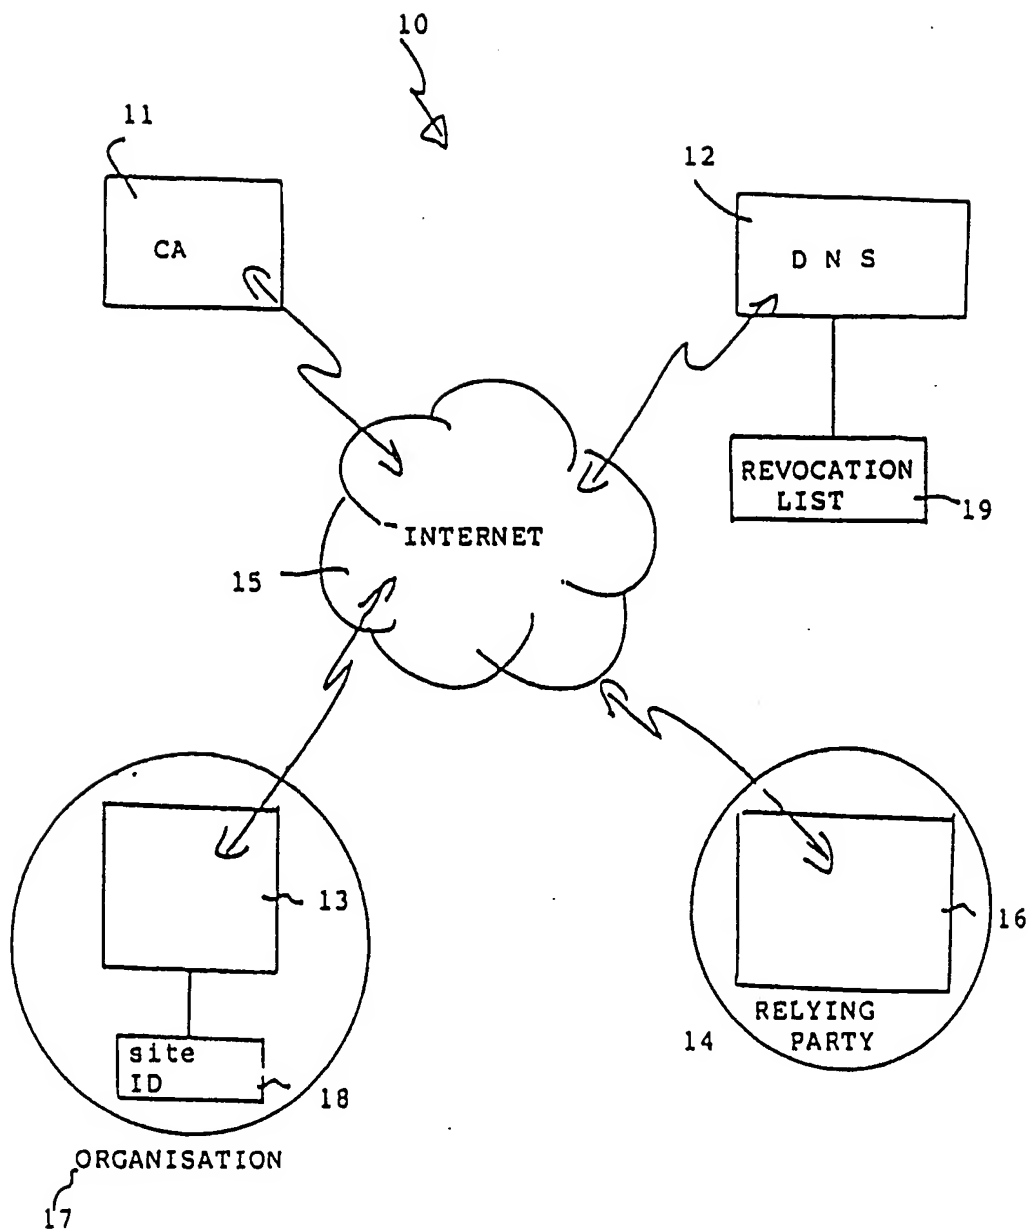 10
11
12
CA
D N S
REVOCATION
LIST
19
INTERNET
15
13
16
RELYING
PARTY
14
site
ID
18
ORGANISATION
17